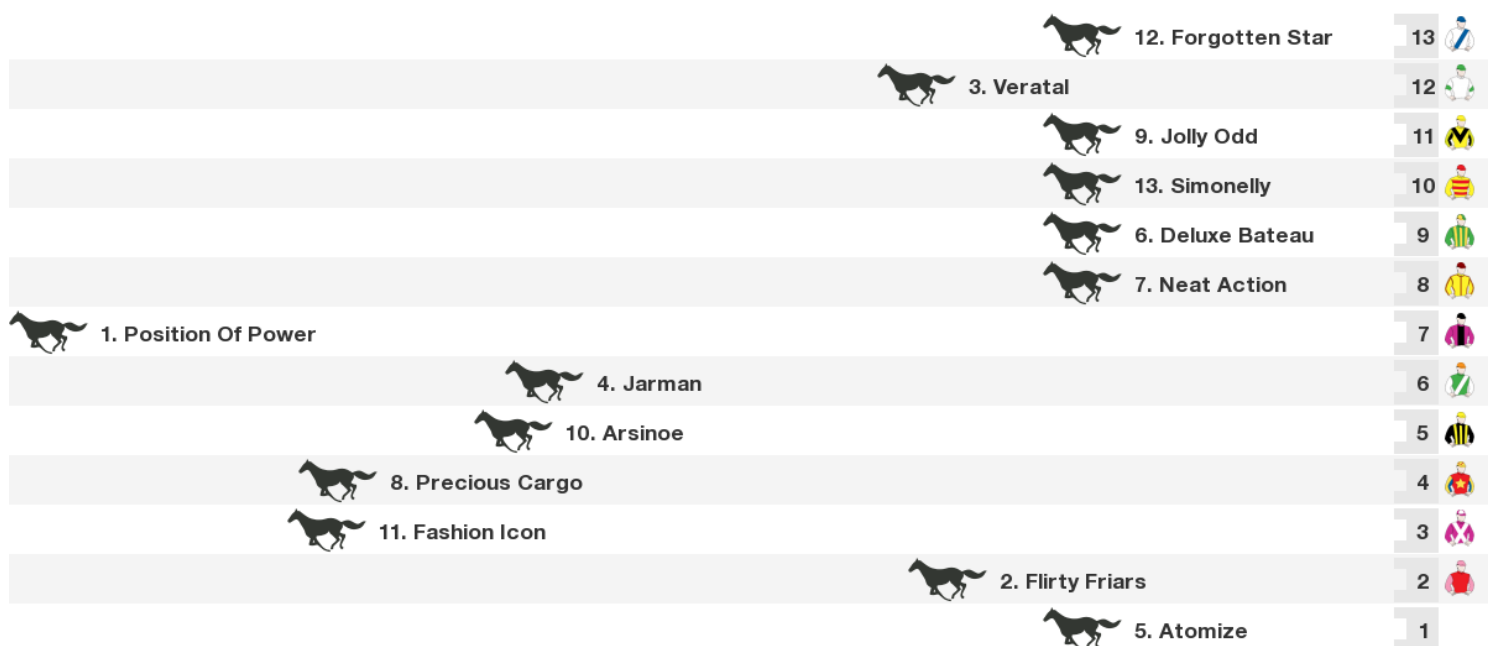 12. Forgotten Star 13
3. Veratal 12
9. Jolly Odd 11
13. Simonelly 10
6. Deluxe Bateau 9
7. Neat Action 8
1. Position Of Power 7
4. Jarman 6
10. Arsinoe 5
8. Precious Cargo 4
11. Fashion Icon 3
2. Flirty Friars 2
5. Atomize 1